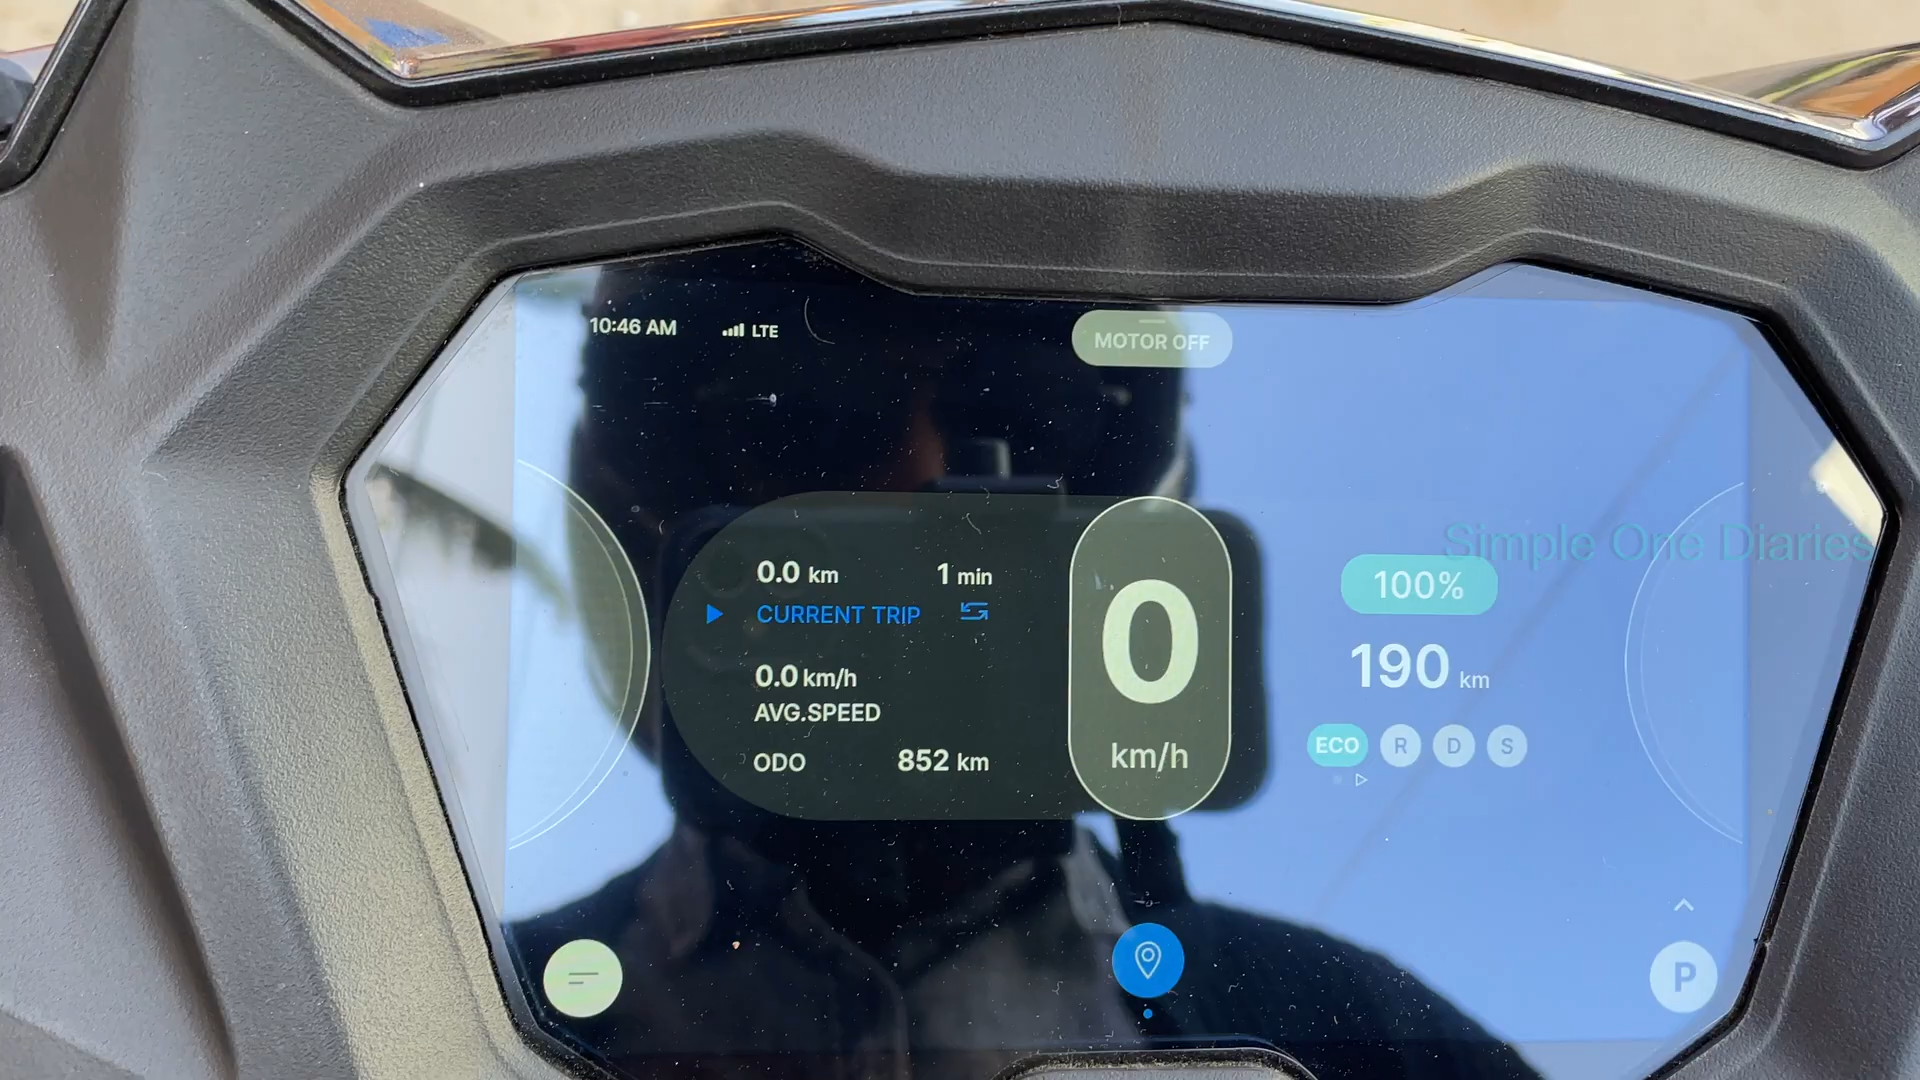 10:46 AM LTE
MOTOR OFF
0.0 km 1 min
CURRENT TRIP
0.0 km/h
AVG.SPEED
ODO 852 km
0
km/h
Simple One Diaries
100%
190 km
ECO R D S
P